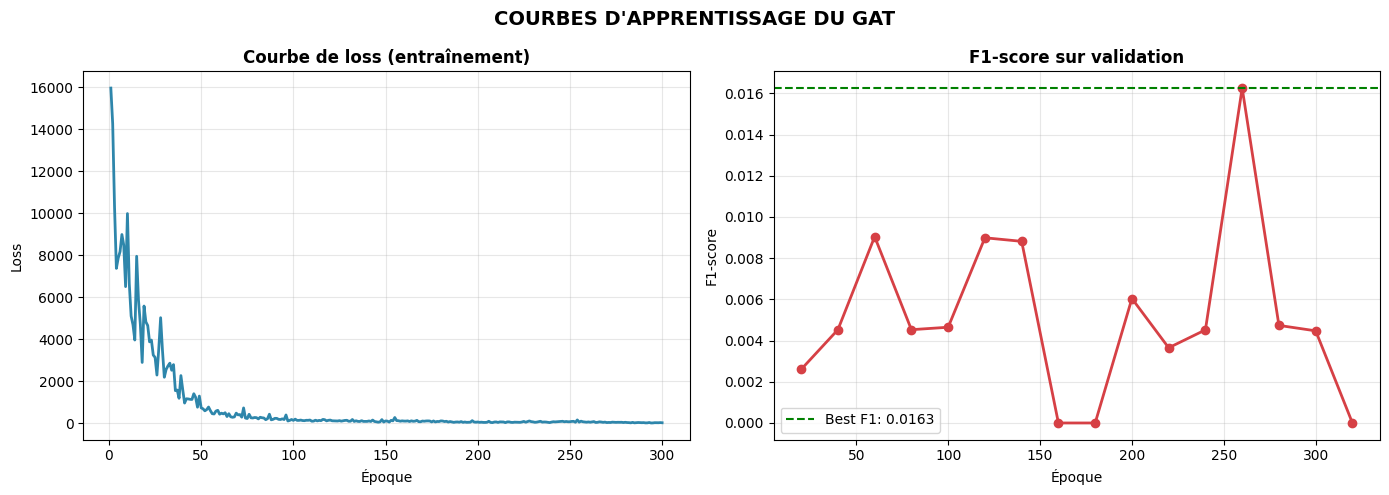 COURBES D'APPRENTISSAGE DU GAT
Courbe de loss (entraînement)
Loss
16000
14000
12000
10000
8000
6000
4000
2000
0
0 50 100 150 200 250 300
Époque
F1-score sur validation
F1-score
0.016
0.014
0.012
0.010
0.008
0.006
0.004
0.002
0.000
Best F1: 0.0163
50 100 150 200 250 300
Époque